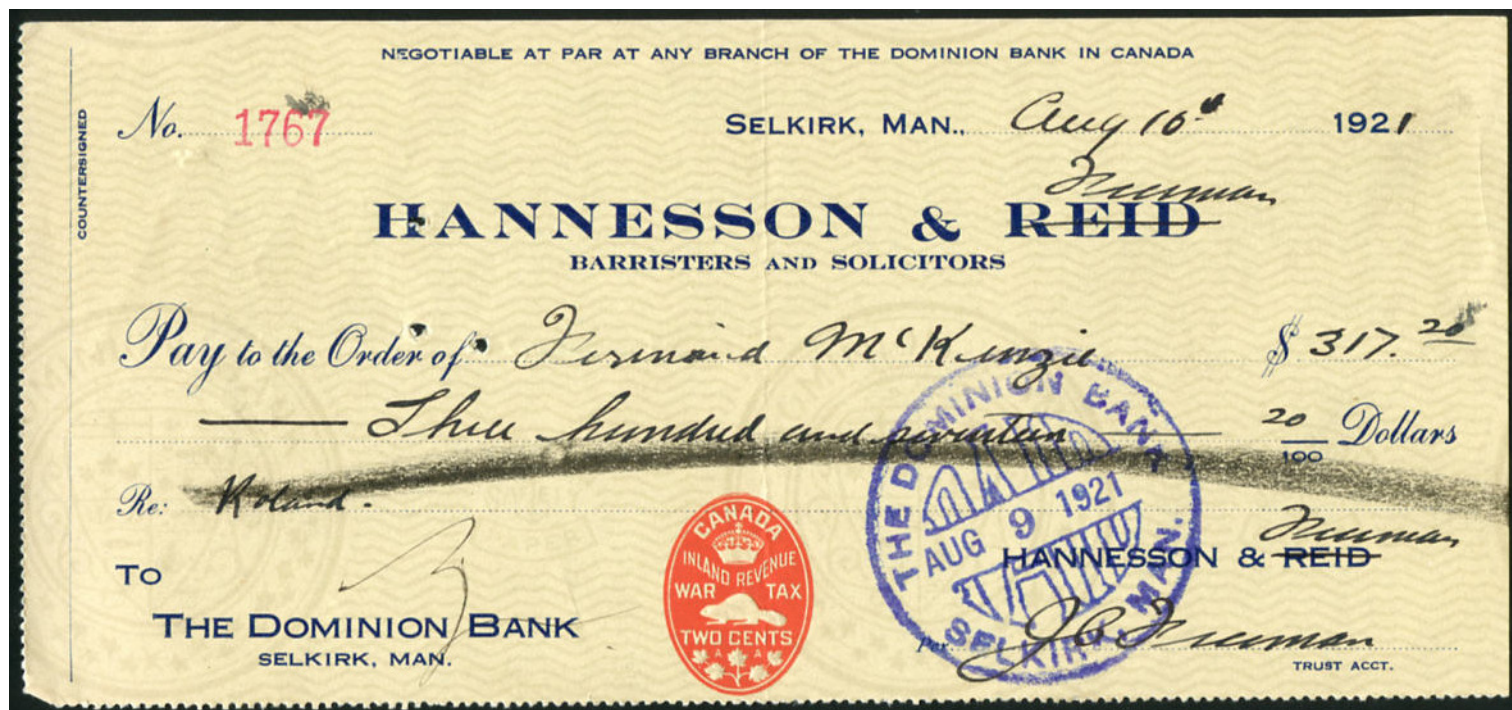 NEGOTIABLE AT PAR AT ANY BRANCH OF THE DOMINION BANK IN CANADA
COUNTERSIGNED
No. 1767 SELKIRK, MAN., Aug 10th 1921
Freeman
HANNESSON & REID
BARRISTERS AND SOLICITORS
Pay to the Order of McKenzie $ 317.20
Three hundred and seventeen 20/100 Dollars
Re: Roland.
THE DOMINION BANK
AUG 9 1921
SELKIRK, MAN.
CANADA
INLAND REVENUE
WAR TAX
TWO CENTS
Freeman
HANNESSON & REID
TO
THE DOMINION BANK
SELKIRK, MAN.
Per Freeman
TRUST ACCT.